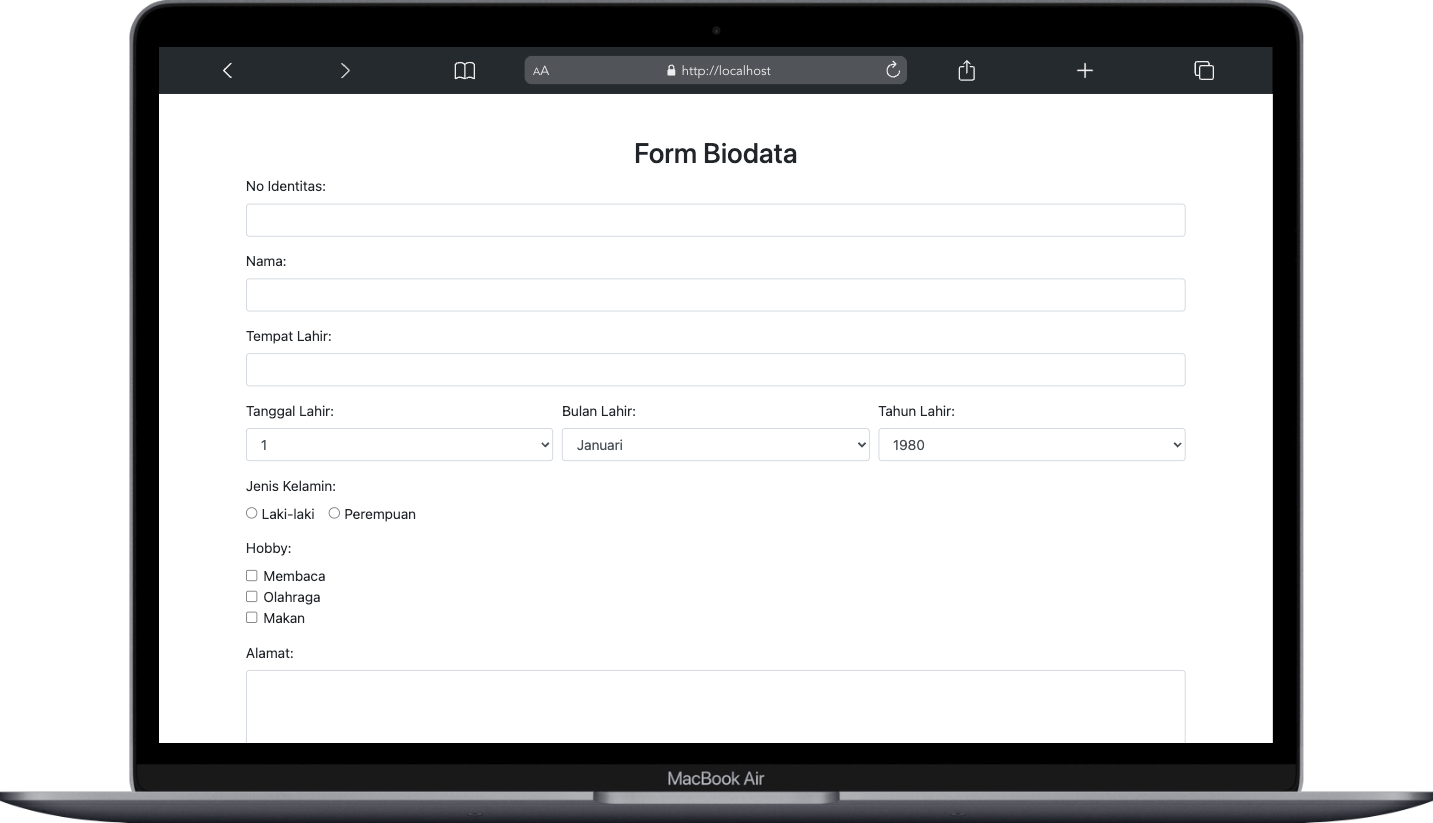 AA http://localhost
Form Biodata
No Identitas:
Nama:
Tempat Lahir:
Tanggal Lahir: Bulan Lahir: Tahun Lahir:
1 Januari 1980
Jenis Kelamin:
Laki-laki Perempuan
Hobby:
Membaca
Olahraga
Makan
Alamat:
MacBook Air